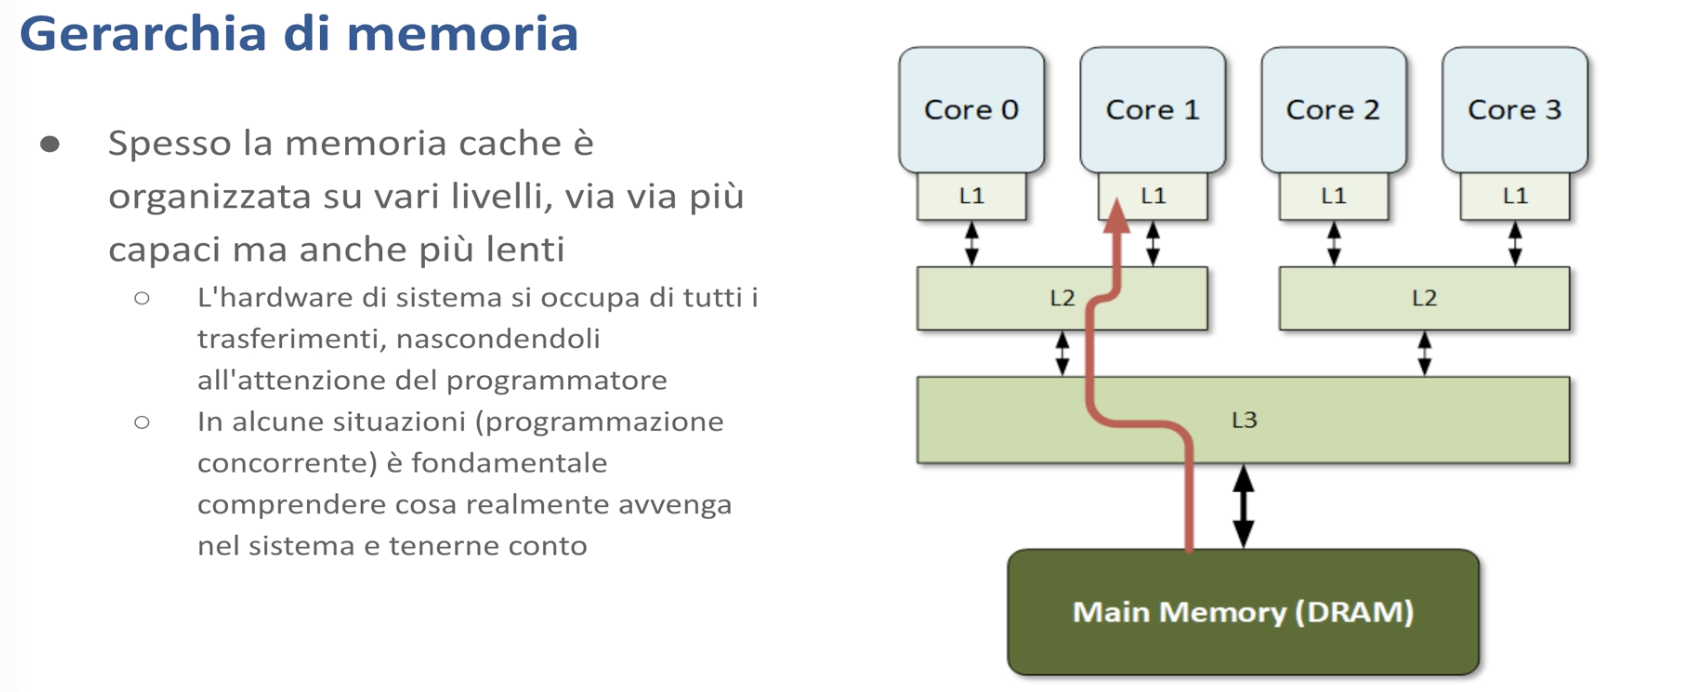 Gerarchia di memoria
● Spesso la memoria cache è
organizzata su vari livelli, via via più
capaci ma anche più lenti
○ L'hardware di sistema si occupa di tutti i
trasferimenti, nascondendoli
all'attenzione del programmatore
○ In alcune situazioni (programmazione
concorrente) è fondamentale
comprendere cosa realmente avvenga
nel sistema e tenerne conto
Core 0 Core 1 Core 2 Core 3
L1 L1 L1 L1
L2 L2
L3
Main Memory (DRAM)